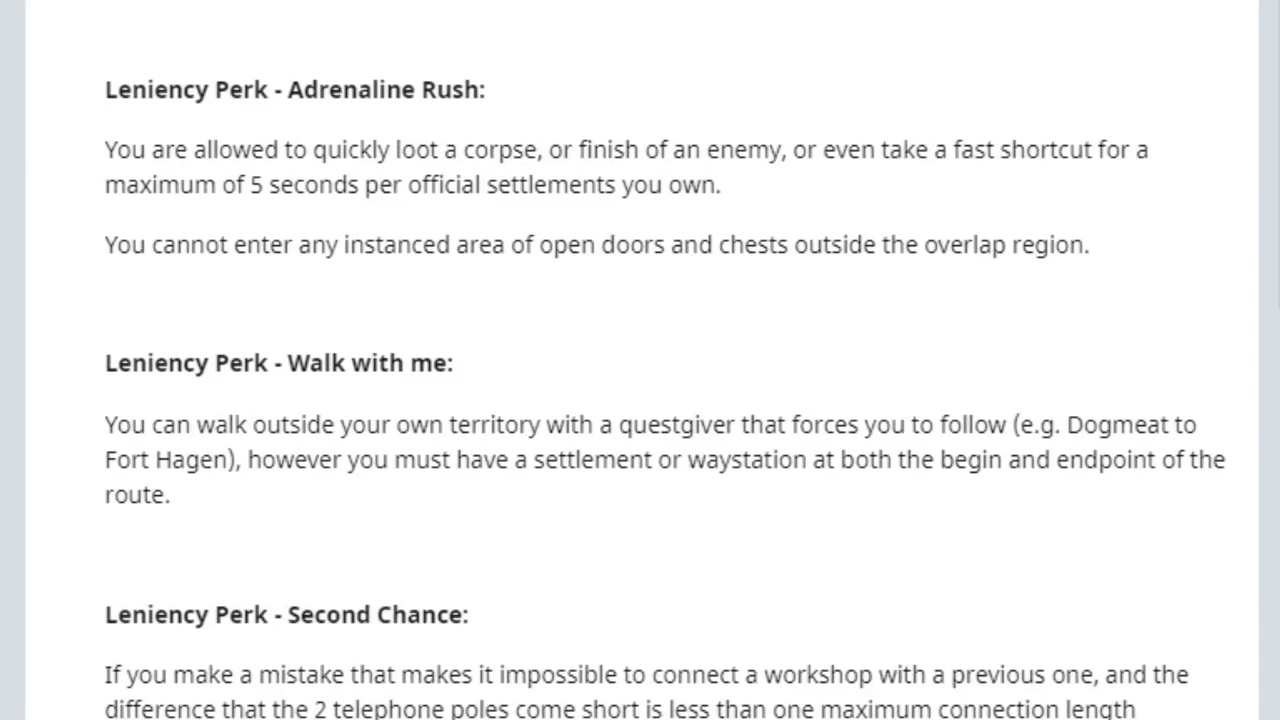 Leniency Perk - Adrenaline Rush:
You are allowed to quickly loot a corpse, or finish of an enemy, or even take a fast shortcut for a
maximum of 5 seconds per official settlements you own.
You cannot enter any instanced area of open doors and chests outside the overlap region.
Leniency Perk - Walk with me:
You can walk outside your own territory with a questgiver that forces you to follow (e.g. Dogmeat to
Fort Hagen), however you must have a settlement or waystation at both the begin and endpoint of the
route.
Leniency Perk - Second Chance:
If you make a mistake that makes it impossible to connect a workshop with a previous one, and the
difference that the 2 telephone poles come short is less than one maximum connection length